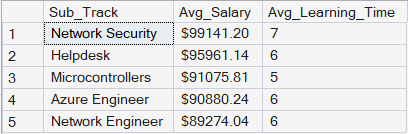 Sub_Track Avg_Salary Avg_Learning_Time
1 Network Security $99141.20 7
2 Helpdesk $95961.14 6
3 Microcontrollers $91075.81 5
4 Azure Engineer $90880.24 6
5 Network Engineer $89274.04 6